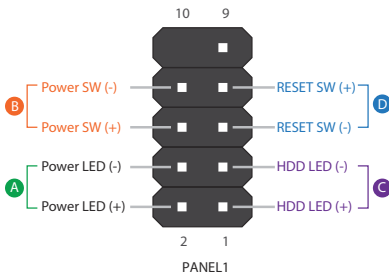 10 9
Power SW (-) RESET SW (+)
B D
Power SW (+) RESET SW (-)
Power LED (-) HDD LED (-)
A C
Power LED (+) HDD LED (+)
2 1
PANEL1